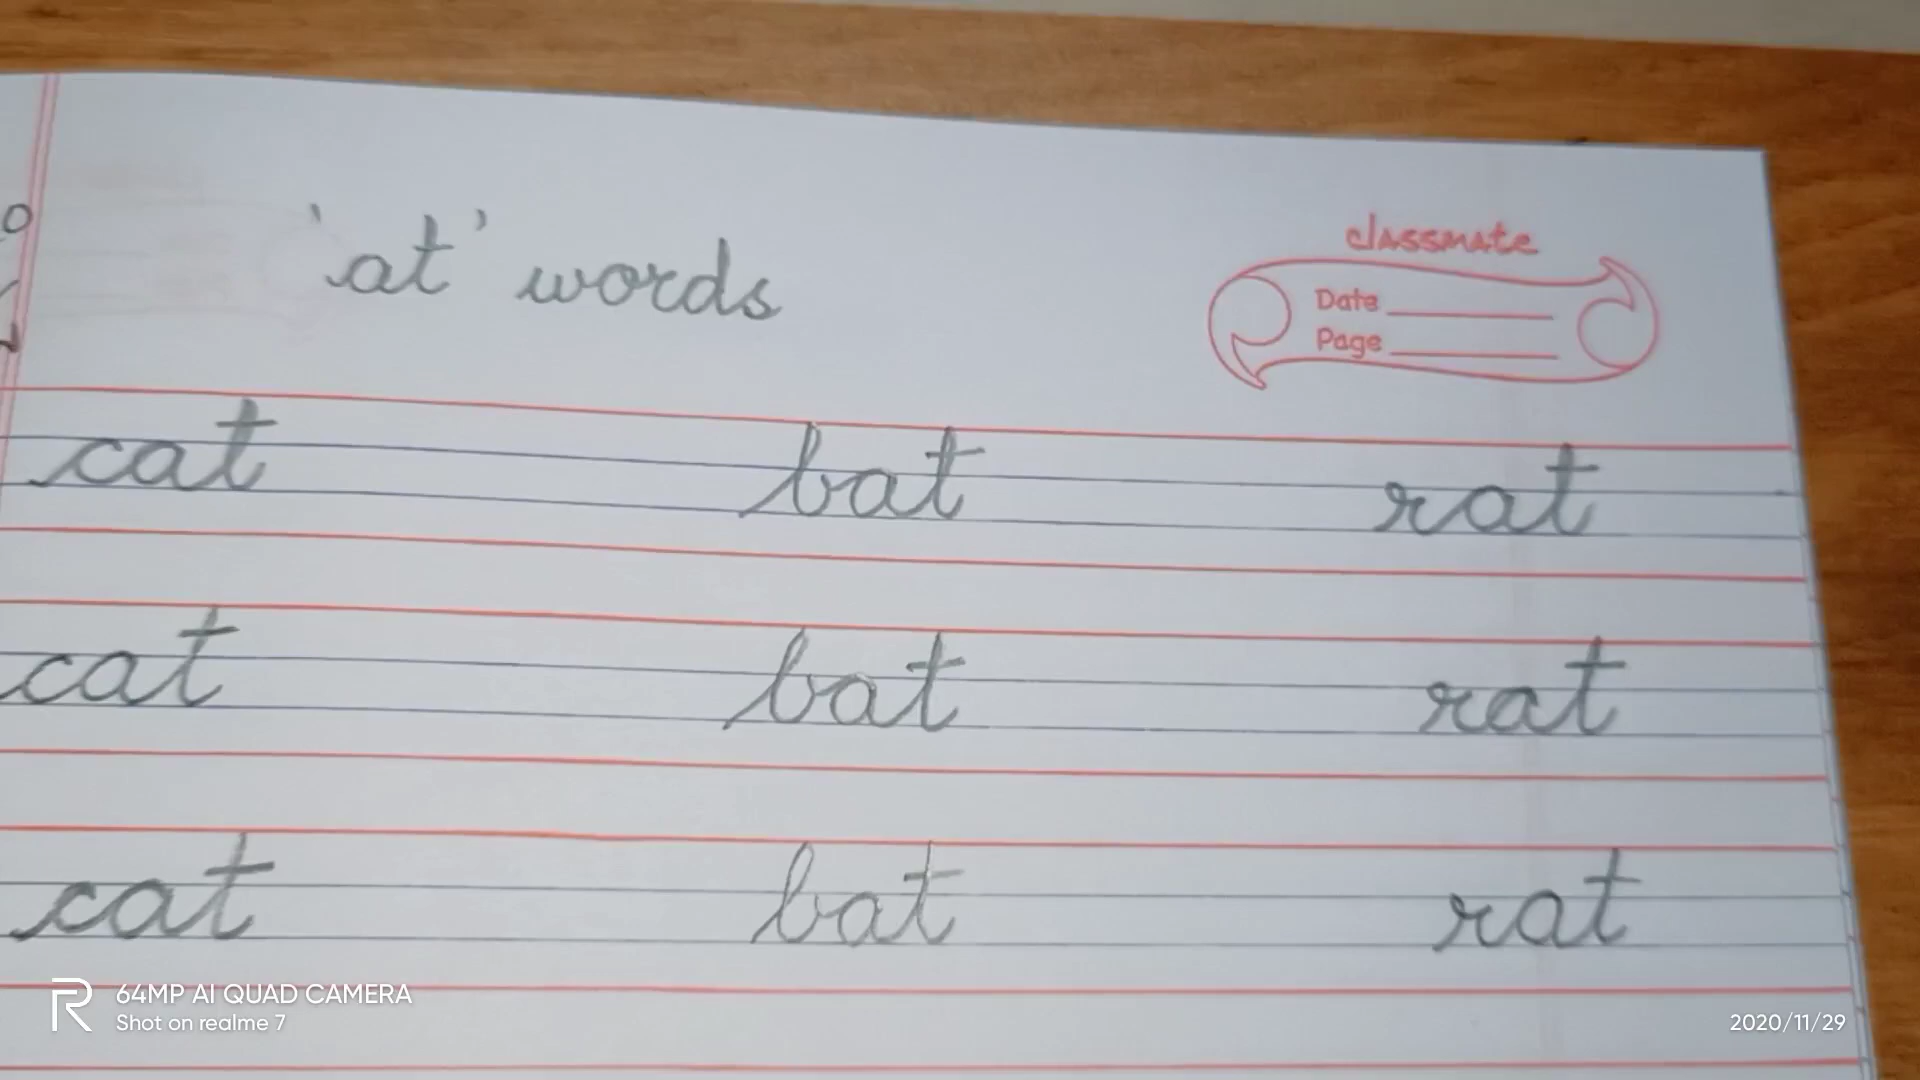 'at' words
classmate
Date
Page
cat bat rat
cat bat rat
cat bat rat
64MP AI QUAD CAMERA
Shot on realme 7
2020/11/29